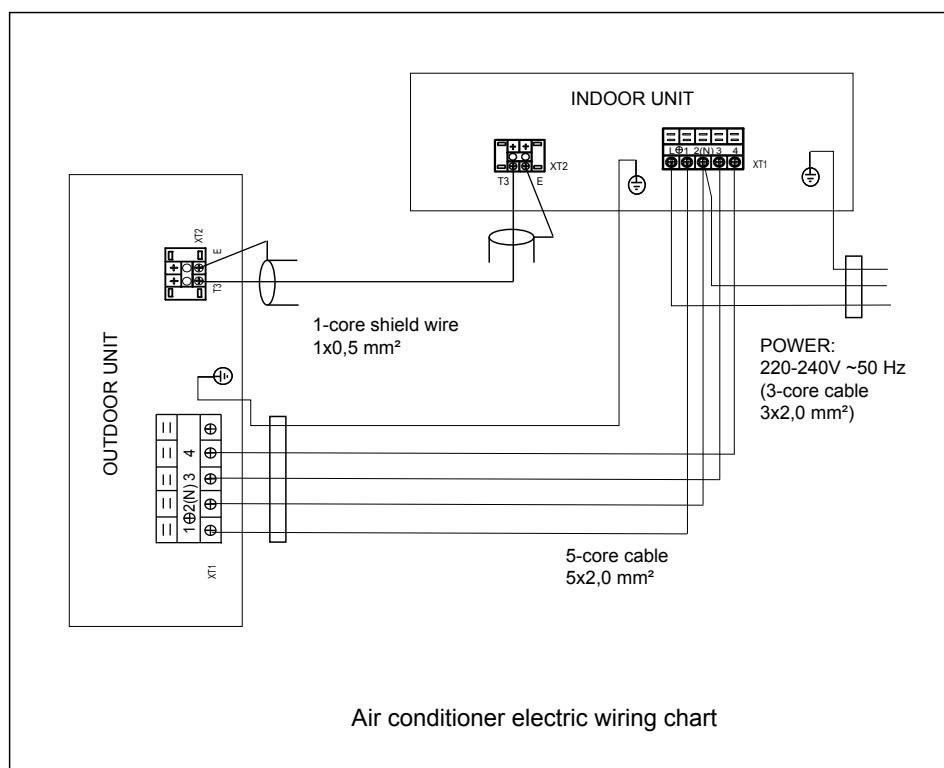 INDOOR UNIT
L⊕1 2(N) 3 4
XT1
XT2
T3 E
XT2
E
T3
OUTDOOR UNIT
1⊕2(N) 3 4
XT1
1-core shield wire
1x0,5 mm²
POWER:
220-240V ~50 Hz
(3-core cable
3x2,0 mm²)
5-core cable
5x2,0 mm²
Air conditioner electric wiring chart